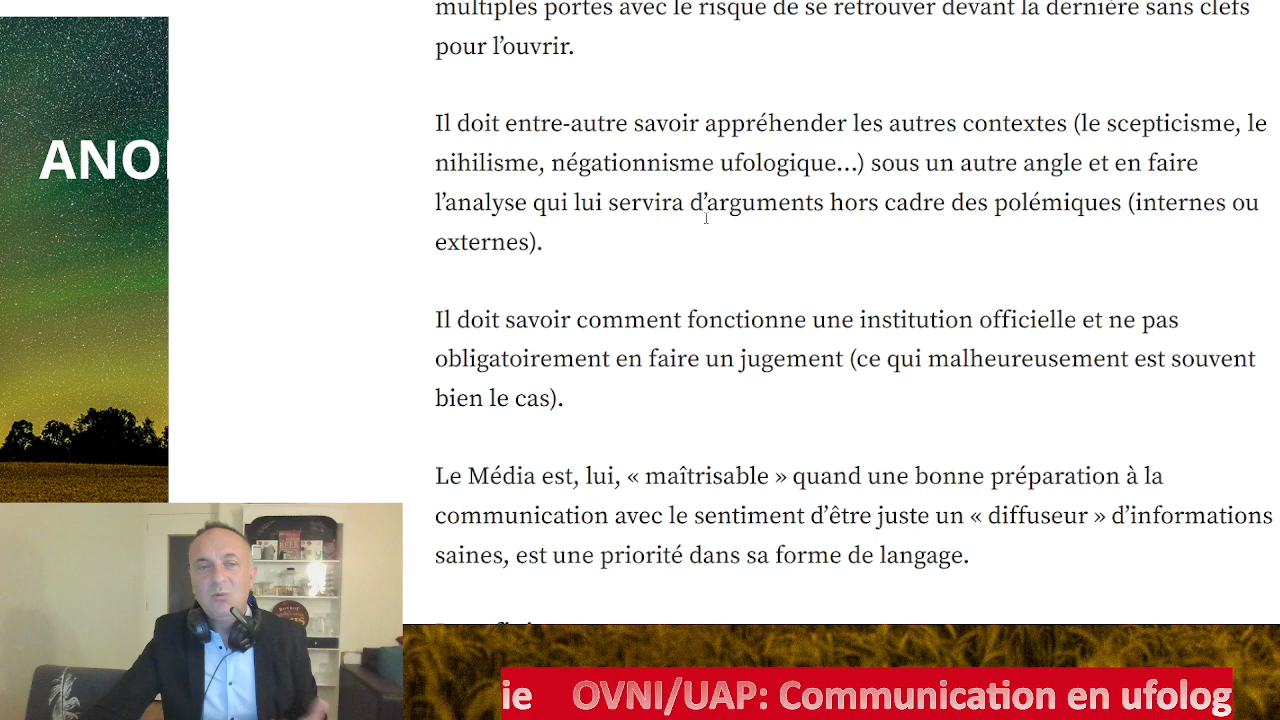 multiples portes avec le risque de se retrouver devant la dernière sans clefs
pour l’ouvrir.
Il doit entre-autre savoir appréhender les autres contextes (le scepticisme, le
nihilisme, négationnisme ufologique…) sous un autre angle et en faire
l’analyse qui lui servira d’arguments hors cadre des polémiques (internes ou
externes).
Il doit savoir comment fonctionne une institution officielle et ne pas
obligatoirement en faire un jugement (ce qui malheureusement est souvent
bien le cas).
Le Média est, lui, « maîtrisable » quand une bonne préparation à la
communication avec le sentiment d’être juste un « diffuseur » d’informations
saines, est une priorité dans sa forme de langage.
ANO
ie OVNI/UAP: Communication en ufolog